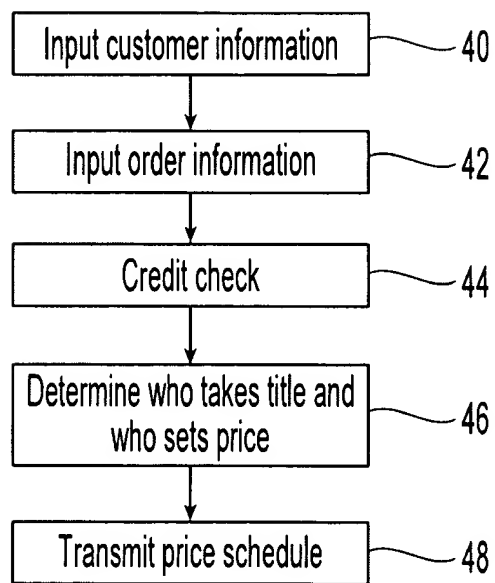 Input customer information 40
Input order information 42
Credit check 44
Determine who takes title and
who sets price 46
Transmit price schedule 48